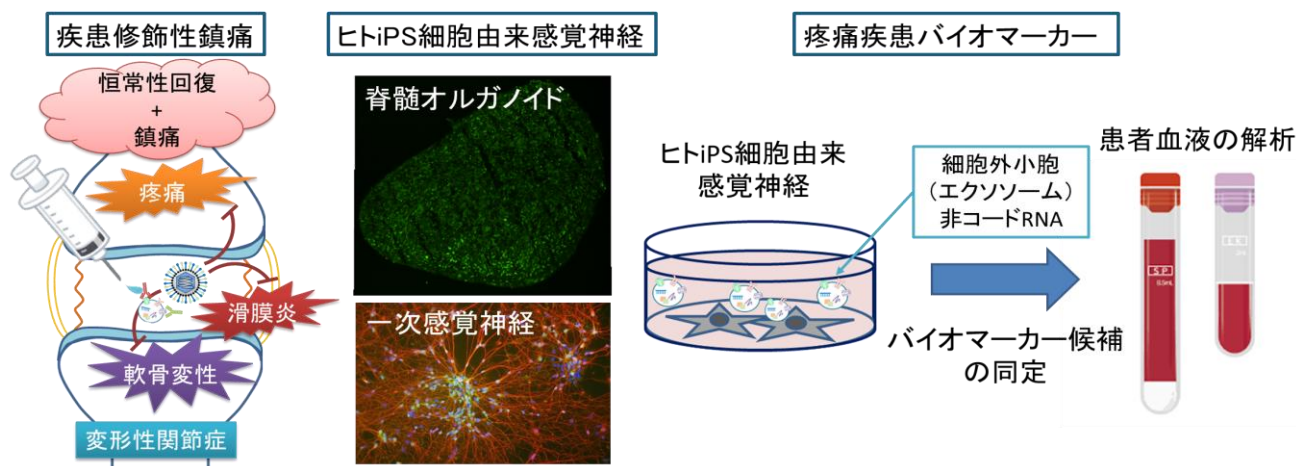 疾患修飾性鎮痛
恒常性回復
+
鎮痛
疼痛
滑膜炎
軟骨変性
変形性関節症
ヒトiPS細胞由来感覚神経
脊髄オルガノイド
一次感覚神経
疼痛疾患バイオマーカー
ヒトiPS細胞由来
感覚神経
細胞外小胞
（エクソソーム）
非コードRNA
バイオマーカー候補
の同定
患者血液の解析
S.P